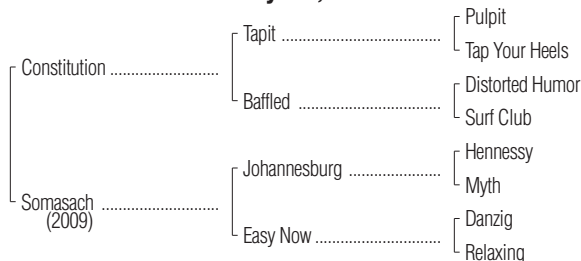 Pulpit
Tapit ..........................................
Tap Your Heels
Constitution ............................
Distorted Humor
Baffled .....................................
Surf Club
Hennessy
Johannesburg ........................
Myth
Somasach ..............................
(2009)
Danzig
Easy Now ................................
Relaxing